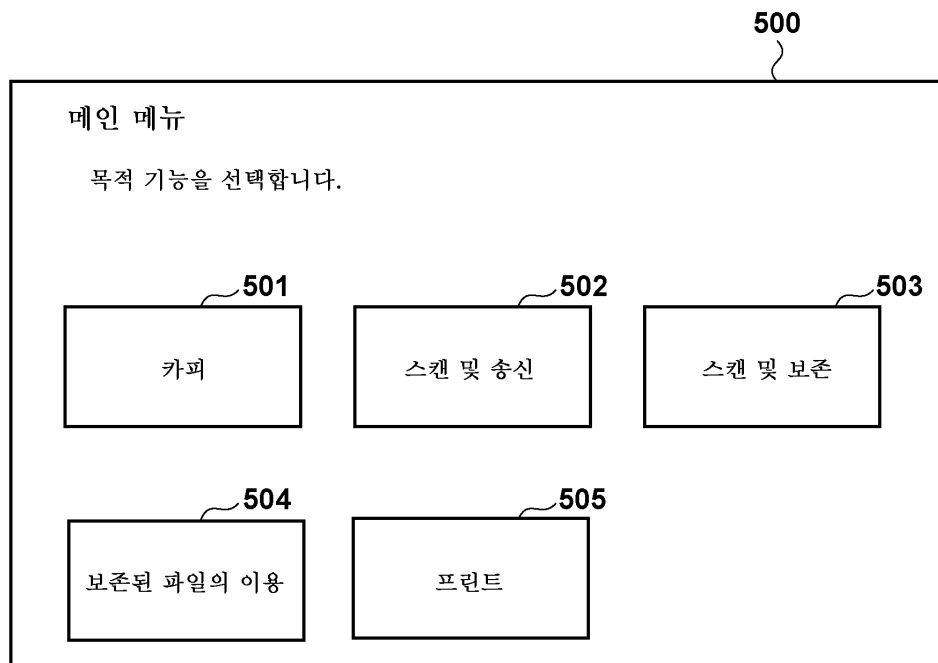 500
메인 메뉴
목적 기능을 선택합니다.
501
502
503
카피
스캔 및 송신
스캔 및 보존
504
505
보존된 파일의 이용
프린트